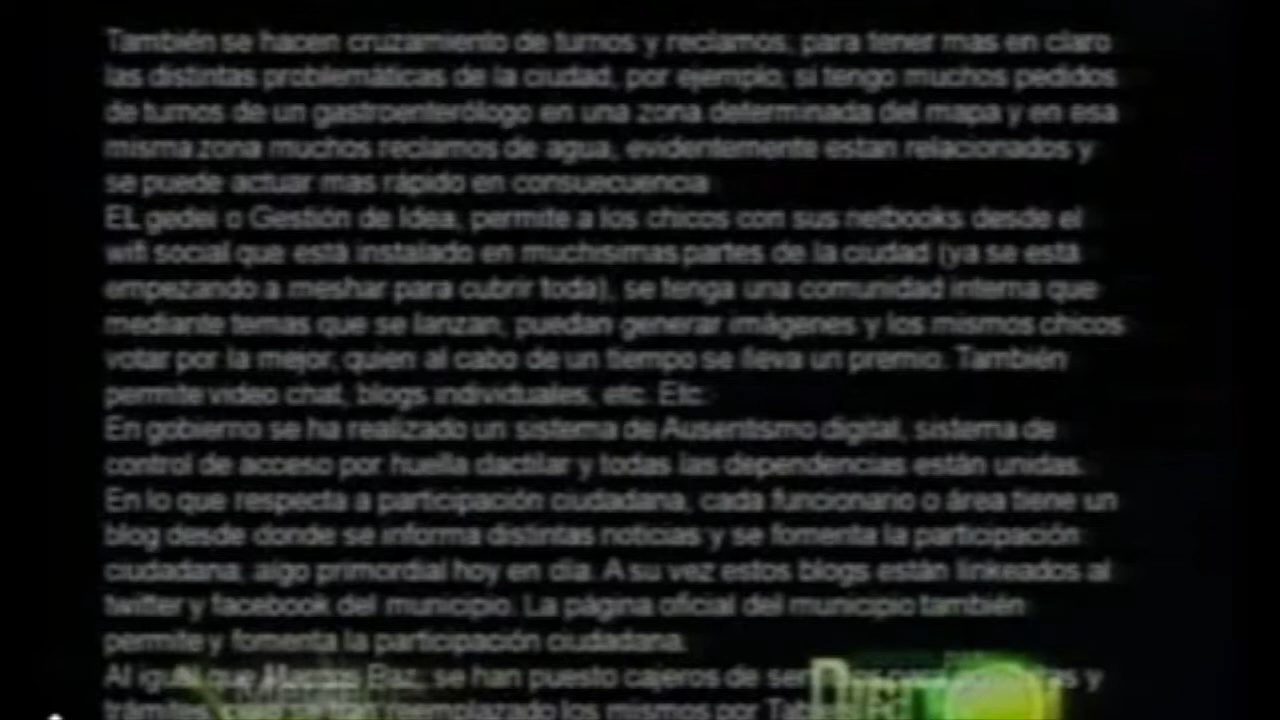 También se hacen cruzamiento de turnos y reclamos, para tener mas en claro
las distintas problemáticas de la ciudad, por ejemplo, si tengo muchos pedidos
de turnos de un gastroenterólogo en una zona determinada del mapa y en esa
misma zona muchos reclamos de agua, evidentemente estan relacionados y
se puede actuar mas rápido en consuecuencia
EL gedei o Gestión de Idea, permite a los chicos con sus netbooks desde el
wifi social que está instalado en muchisimas partes de la ciudad (ya se está
empezando a meshar para cubrir toda), se tenga una comunidad interna que
mediante temas que se lanzan, puedan generar imágenes y los mismos chicos
votar por la mejor, quien al cabo de un tiempo se lleva un premio. También
permite video chat, blogs individuales, etc. Etc.
En gobierno se ha realizado un sistema de Ausentismo digital, sistema de
control de acceso por huella dactilar y todas las dependencias están unidas.
En lo que respecta a participación ciudadana, cada funcionario o área tiene un
blog desde donde se informa distintas noticias y se fomenta la participación
ciudadana, algo primordial hoy en día. A su vez estos blogs están linkeados al
twitter y facebook del municipio. La página oficial del municipio también
permite y fomenta la participación ciudadana.
Al igual que Marcos Paz, se han puesto cajeros de y
trámites, reemplazado los mismos por